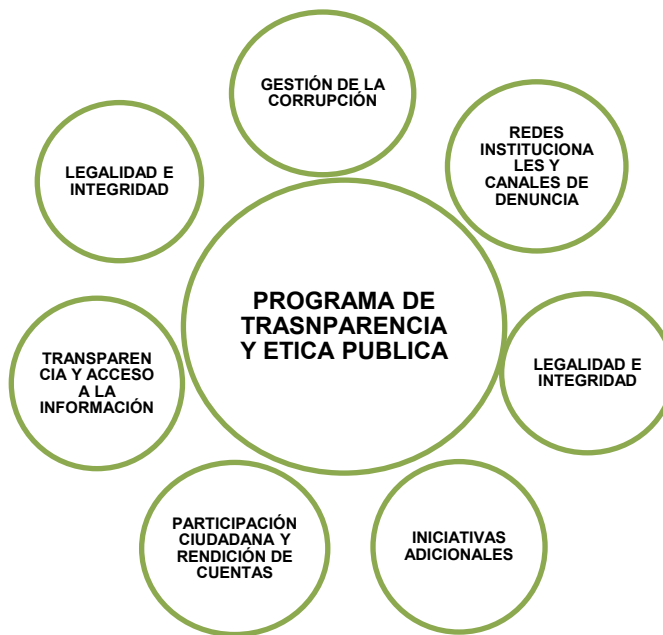 GESTIÓN DE LA
CORRUPCIÓN
REDES
INSTITUCIONA
LES Y
CANALES DE
DENUNCIA
LEGALIDAD E
INTEGRIDAD
PROGRAMA DE
TRASNPARENCIA
Y ETICA PUBLICA
TRANSPAREN
CIA Y ACCESO
A LA
INFORMACIÓN
LEGALIDAD E
INTEGRIDAD
PARTICIPACIÓN
CIUDADANA Y
RENDICIÓN DE
CUENTAS
INICIATIVAS
ADICIONALES